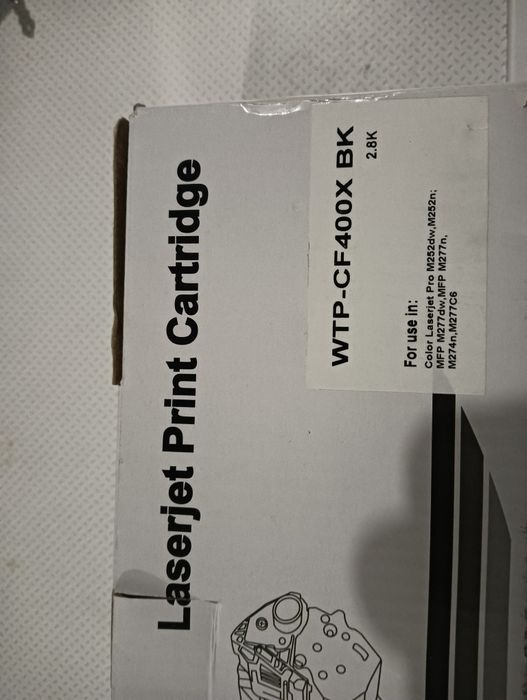 Laserjet Print Cartridge
WTP-CF400X BK
2.8K
For use in:
Color Laserjet Pro M252dw,M252n;
MFP M277dw,MFP M277n,
M274n,M277C6